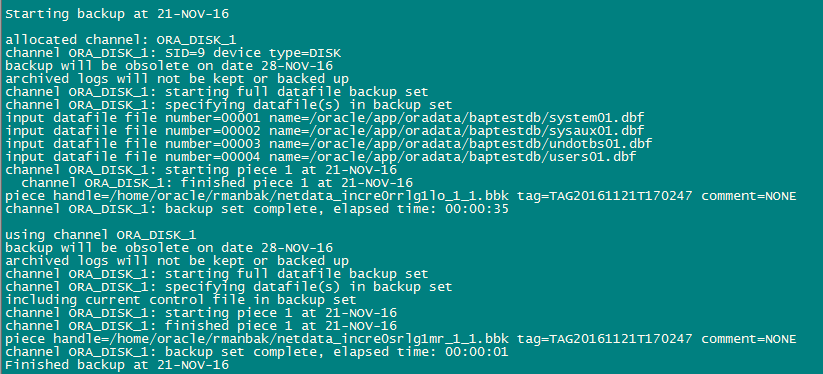 Starting backup at 21-NOV-16
allocated channel: ORA_DISK_1
channel ORA_DISK_1: SID=9 device type=DISK
backup will be obsolete on date 28-NOV-16
archived logs will not be kept or backed up
channel ORA_DISK_1: starting full datafile backup set
channel ORA_DISK_1: specifying datafile(s) in backup set
input datafile file number=00001 name=/oracle/app/oradata/baptestdb/system01.dbf
input datafile file number=00002 name=/oracle/app/oradata/baptestdb/sysaux01.dbf
input datafile file number=00003 name=/oracle/app/oradata/baptestdb/undotbs01.dbf
input datafile file number=00004 name=/oracle/app/oradata/baptestdb/users01.dbf
channel ORA_DISK_1: starting piece 1 at 21-NOV-16
channel ORA_DISK_1: finished piece 1 at 21-NOV-16
piece handle=/home/oracle/rmanbak/netdata_incre0rrlg1lo_1_1.bbk tag=TAG20161121T170247 comment=NONE
channel ORA_DISK_1: backup set complete, elapsed time: 00:00:35
using channel ORA_DISK_1
backup will be obsolete on date 28-NOV-16
archived logs will not be kept or backed up
channel ORA_DISK_1: starting full datafile backup set
channel ORA_DISK_1: specifying datafile(s) in backup set
including current control file in backup set
channel ORA_DISK_1: starting piece 1 at 21-NOV-16
channel ORA_DISK_1: finished piece 1 at 21-NOV-16
piece handle=/home/oracle/rmanbak/netdata_incre0srlg1mr_1_1.bbk tag=TAG20161121T170247 comment=NONE
channel ORA_DISK_1: backup set complete, elapsed time: 00:00:01
Finished backup at 21-NOV-16